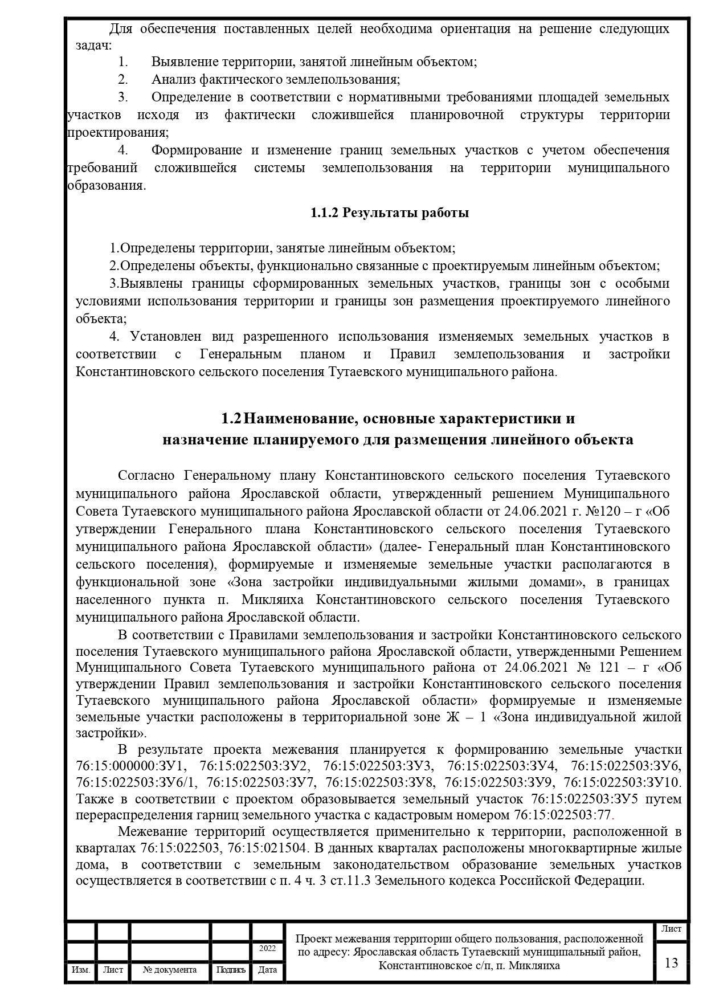 Для обеспечения поставленных целей необходима ориентация на решение следующих
задач:
1. Выявление территории, занятой линейным объектом;
2. Анализ фактического землепользования;
3. Определение в соответствии с нормативными требованиями площадей земельных
участков исходя из фактически сложившейся планировочной структуры территории
проектирования;
4. Формирование и изменение границ земельных участков с учетом обеспечения
требований сложившейся системы землепользования на территории муниципального
образования.
1.1.2 Результаты работы
1.Определены территории, занятые линейным объектом;
2.Определены объекты, функционально связанные с проектируемым линейным объектом;
3.Выявлены границы сформированных земельных участков, границы зон с особыми
условиями использования территории и границы зон размещения проектируемого линейного
объекта;
4. Установлен вид разрешенного использования изменяемых земельных участков в
соответствии с Генеральным планом и Правил землепользования и застройки
Константиновского сельского поселения Тутаевского муниципального района.
1.2 Наименование, основные характеристики и
назначение планируемого для размещения линейного объекта
Согласно Генеральному плану Константиновского сельского поселения Тутаевского
муниципального района Ярославской области, утвержденный решением Муниципального
Совета Тутаевского муниципального района Ярославской области от 24.06.2021 г. №120 – г «Об
утверждении Генерального плана Константиновского сельского поселения Тутаевского
муниципального района Ярославской области» (далее- Генеральный план Константиновского
сельского поселения), формируемые и изменяемые земельные участки располагаются в
функциональной зоне «Зона застройки индивидуальными жилыми домами», в границах
населенного пункта п. Микляиха Константиновского сельского поселения Тутаевского
муниципального района Ярославской области.
В соответствии с Правилами землепользования и застройки Константиновского сельского
поселения Тутаевского муниципального района Ярославской области, утвержденными Решением
Муниципального Совета Тутаевского муниципального района от 24.06.2021 № 121 – г «Об
утверждении Правил землепользования и застройки Константиновского сельского поселения
Тутаевского муниципального района Ярославской области» формируемые и изменяемые
земельные участки расположены в территориальной зоне Ж – 1 «Зона индивидуальной жилой
застройки».
В результате проекта межевания планируется к формированию земельные участки
76:15:000000:ЗУ1, 76:15:022503:ЗУ2, 76:15:022503:ЗУ3, 76:15:022503:ЗУ4, 76:15:022503:ЗУ6,
76:15:022503:ЗУ6/1, 76:15:022503:ЗУ7, 76:15:022503:ЗУ8, 76:15:022503:ЗУ9, 76:15:022503:ЗУ10.
Также в соответствии с проектом образовывается земельный участок 76:15:022503:ЗУ5 путем
перераспределения гарниц земельного участка с кадастровым номером 76:15:022503:77.
Межевание территорий осуществляется применительно к территории, расположенной в
кварталах 76:15:022503, 76:15:021504. В данных кварталах расположены многоквартирные жилые
дома, в соответствии с земельным законодательством образование земельных участков
осуществляется в соответствии с п. 4 ч. 3 ст.11.3 Земельного кодекса Российской Федерации.
2022
Изм. Лист № документа Подпись Дата
Проект межевания территории общего пользования, расположенной
по адресу: Ярославская область Тутаевский муниципальный район,
Константиновское с/п, п. Микляиха
Лист
13